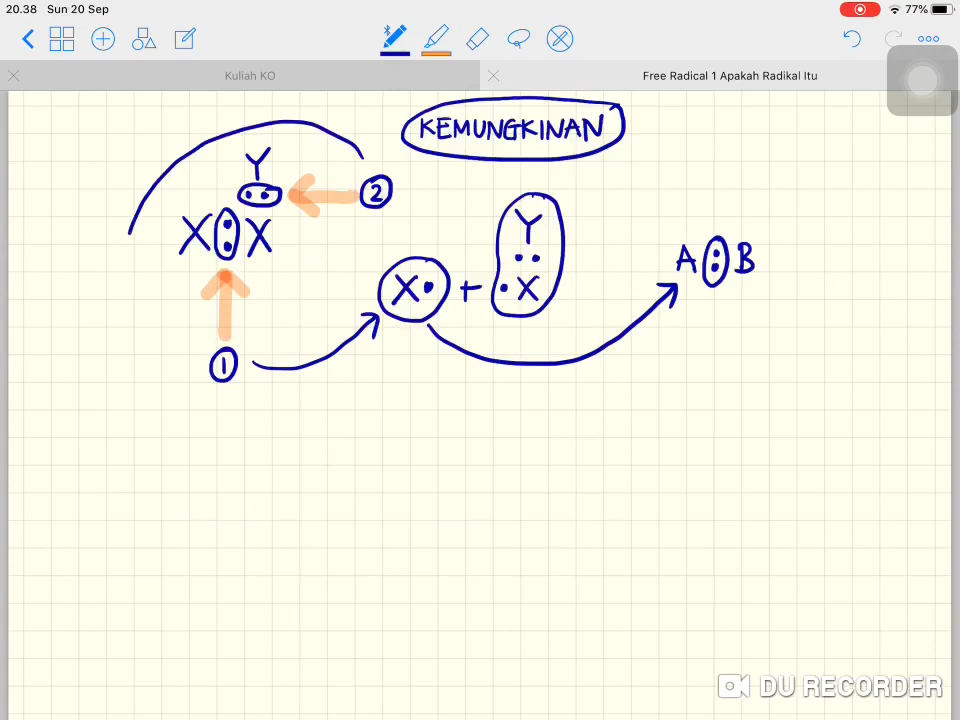 20.38 Sun 20 Sep
77%
Kuliah KO
Free Radical 1 Apakah Radikal Itu
KEMUNGKINAN
Y
2
X : X
Y
X• + •X
A : B
1
DU RECORDER